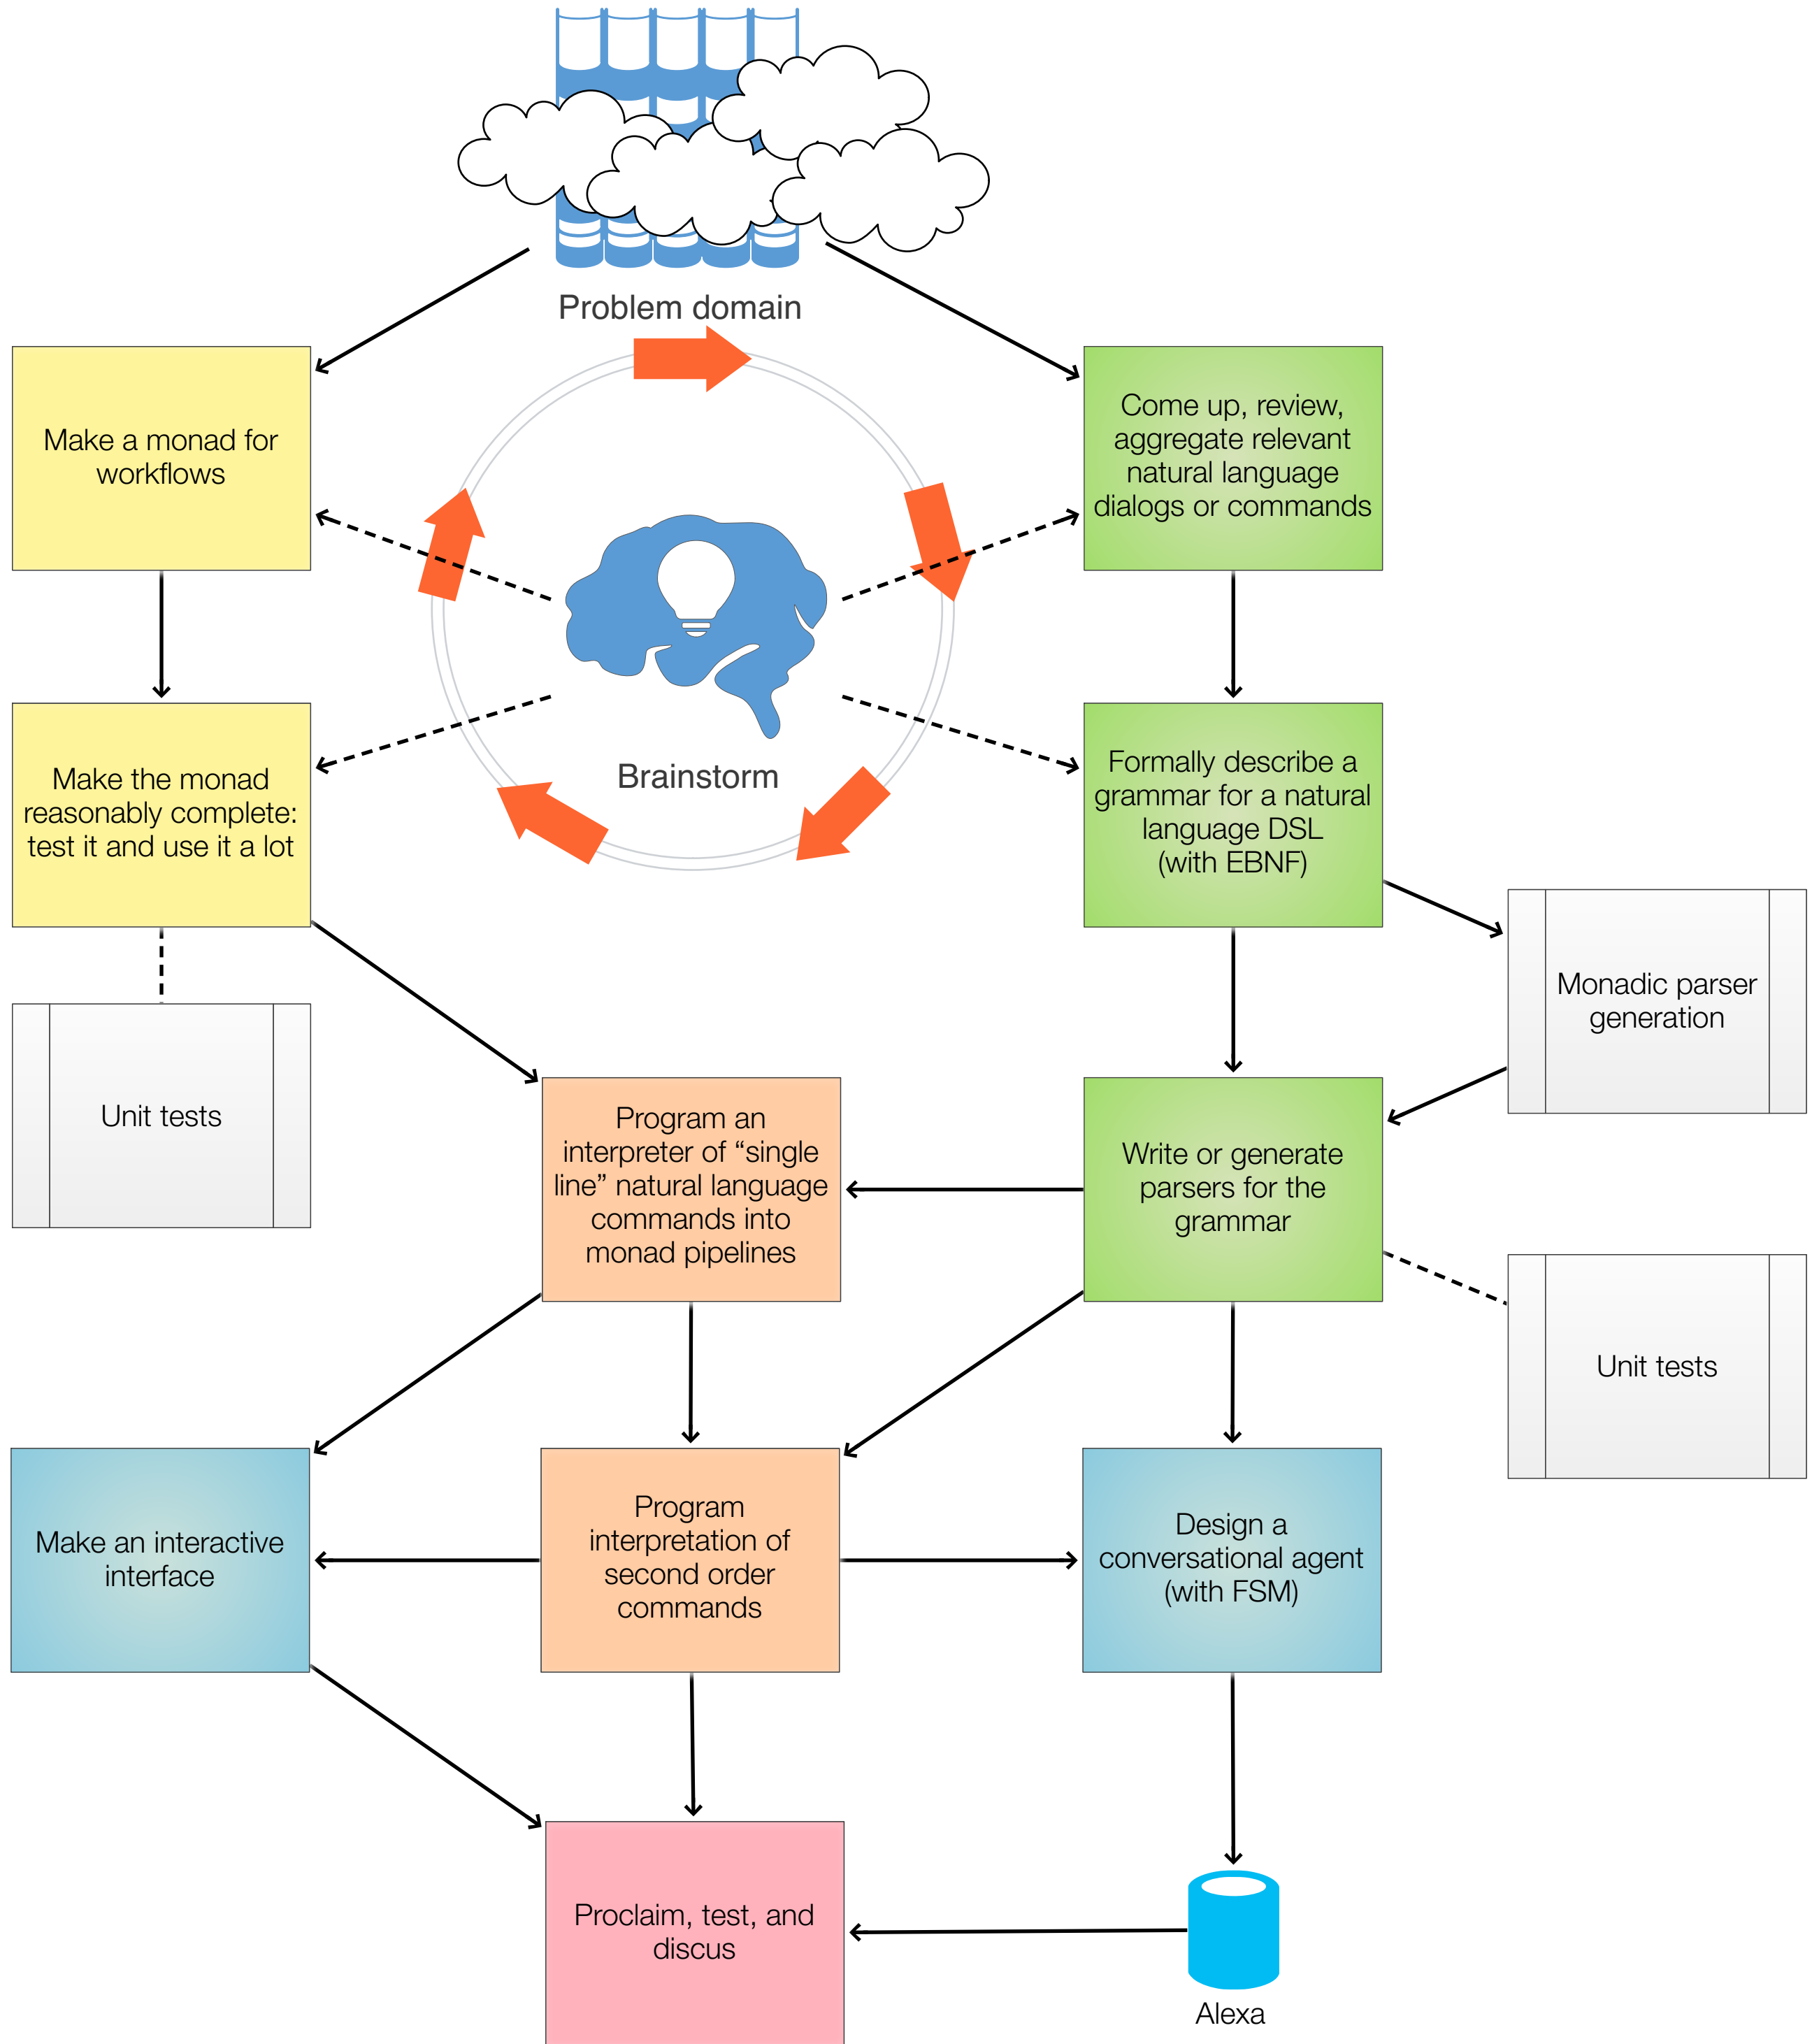 Problem domain
Make a monad for
workflows
Come up, review,
aggregate relevant
natural language
dialogs or commands
Brainstorm
Make the monad
reasonably complete:
test it and use it a lot
Formally describe a
grammar for a natural
language DSL
(with EBNF)
Monadic parser
generation
Unit tests
Program an
interpreter of “single
line” natural language
commands into
monad pipelines
Write or generate
parsers for the
grammar
Unit tests
Make an interactive
interface
Program
interpretation of
second order
commands
Design a
conversational agent
(with FSM)
Proclaim, test, and
discus
Alexa